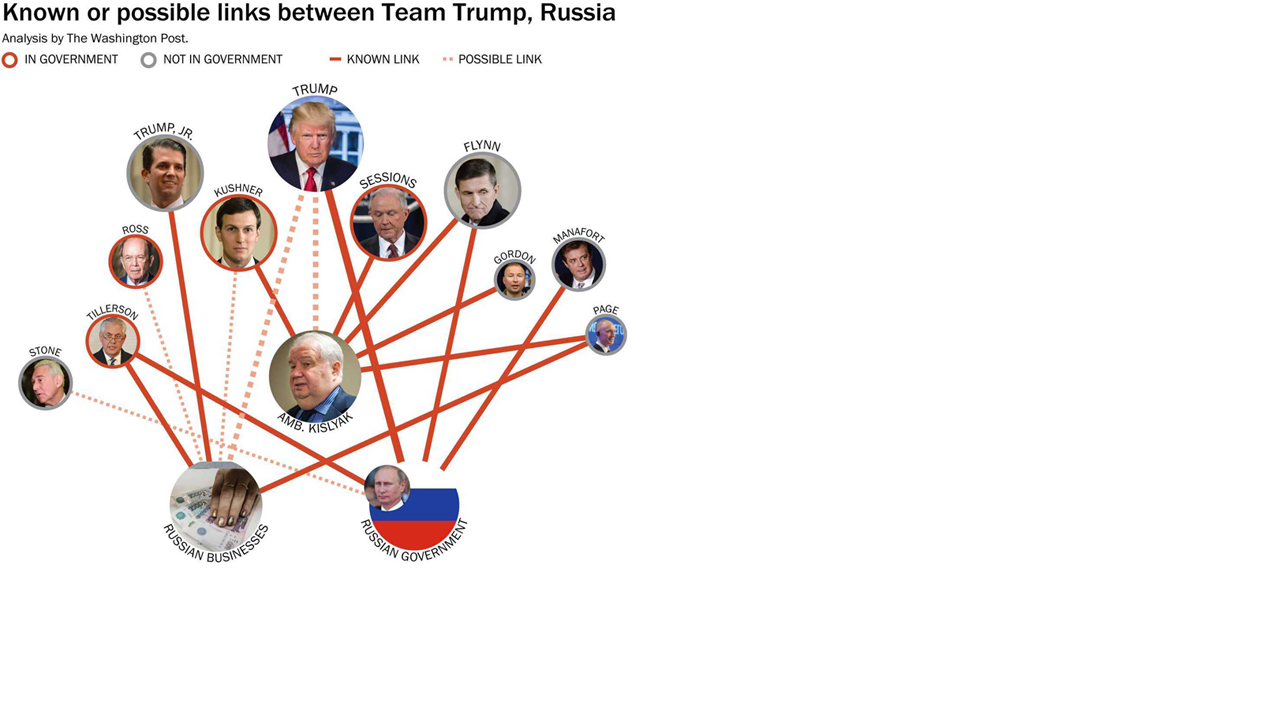 Known or possible links between Team Trump, Russia
Analysis by The Washington Post.
IN GOVERNMENT
NOT IN GOVERNMENT
KNOWN LINK
POSSIBLE LINK
TRUMP
TRUMP, JR.
FLYNN
SESSIONS
KUSHNER
ROSS
MANAFORT
GORDON
TILLERSON
PAGE
STONE
AMB. KISLYAK
RUSSIAN BUSINESSES
RUSSIAN GOVERNMENT